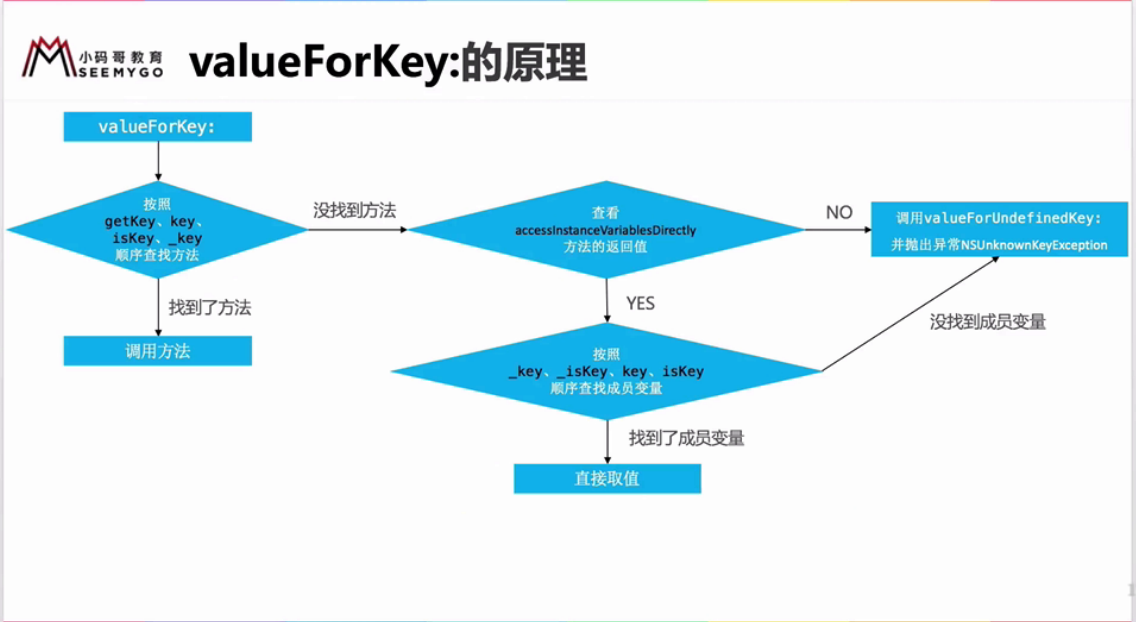 小码哥教育
SEEMYGO
valueForKey:的原理
valueForKey:
按照
getKey、key、
isKey、_key
顺序查找方法
没找到方法
查看
accessInstanceVariablesDirectly
方法的返回值
NO
调用valueForUndefinedKey:
并抛出异常NSUnknownKeyException
找到了方法
YES
没找到成员变量
调用方法
按照
_key、_isKey、key、isKey
顺序查找成员变量
找到了成员变量
直接取值